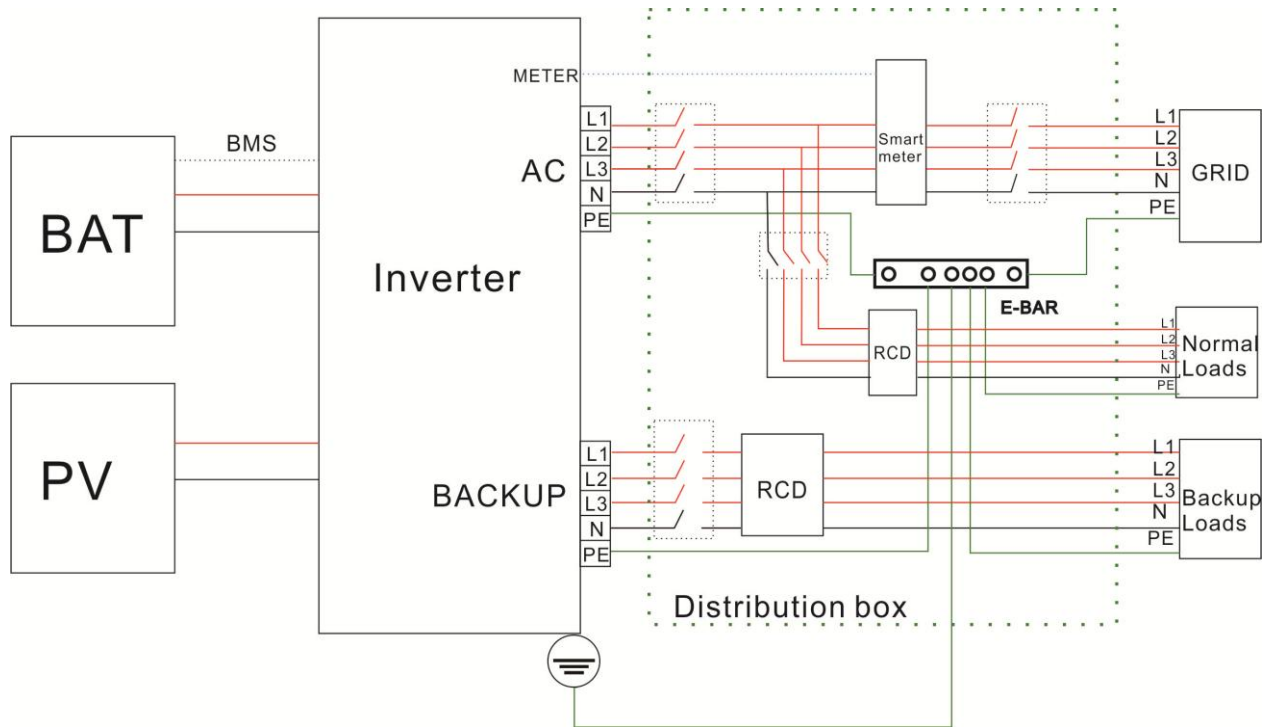 METER
L1
L2
L3
N
PE
AC
BMS
BAT
Inverter
PV
BACKUP
L1
L2
L3
N
PE
Smart
meter
L1
L2
L3
N
PE
GRID
E-BAR
RCD
L1
L2
L3
N
PE
Normal
Loads
RCD
L1
L2
L3
N
PE
Backup
Loads
Distribution box